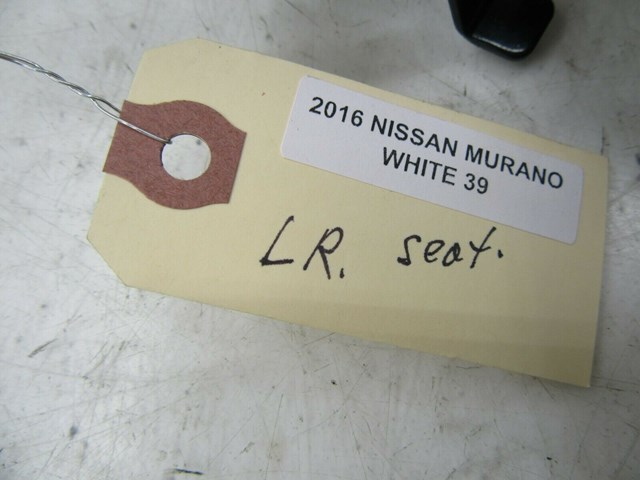 2016 NISSAN MURANO
WHITE 39
LR. seat.